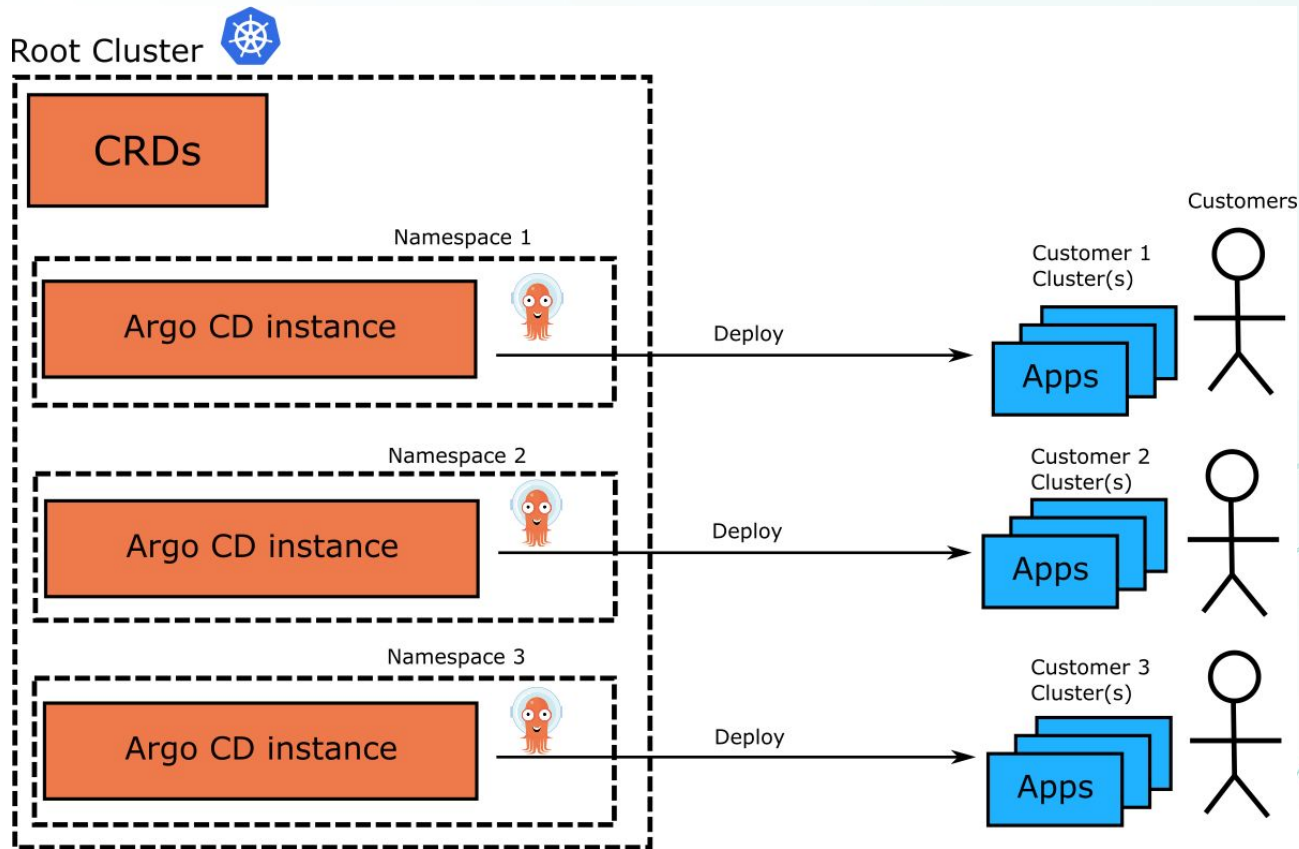 Root Cluster
CRDs
Customers
Namespace 1
Argo CD instance
Deploy
Customer 1
Cluster(s)
Apps
Namespace 2
Argo CD instance
Deploy
Customer 2
Cluster(s)
Apps
Namespace 3
Argo CD instance
Deploy
Customer 3
Cluster(s)
Apps